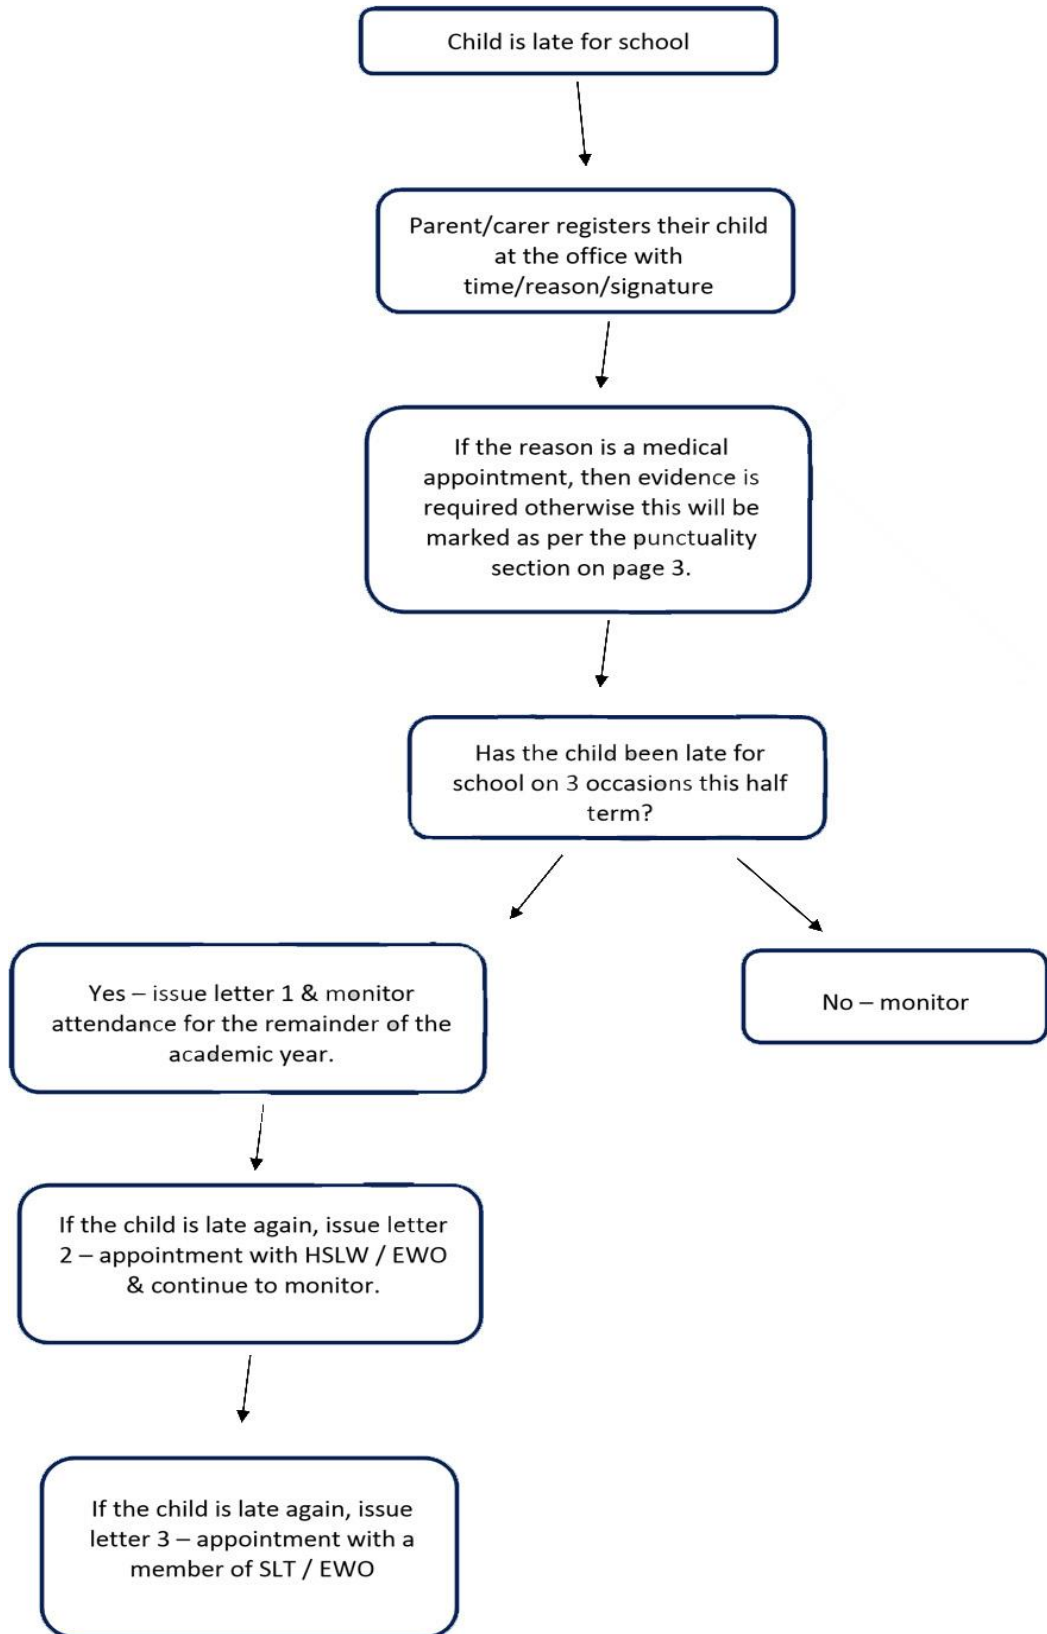 Child is late for school
Parent/carer registers their child
at the office with
time/reason/signature
If the reason is a medical
appointment, then evidence is
required otherwise this will be
marked as per the punctuality
section on page 3.
Has the child been late for
school on 3 occasions this half
term?
Yes – issue letter 1 & monitor
attendance for the remainder of the
academic year.
No – monitor
If the child is late again, issue letter
2 – appointment with HSLW / EWO
& continue to monitor.
If the child is late again, issue
letter 3 – appointment with a
member of SLT / EWO